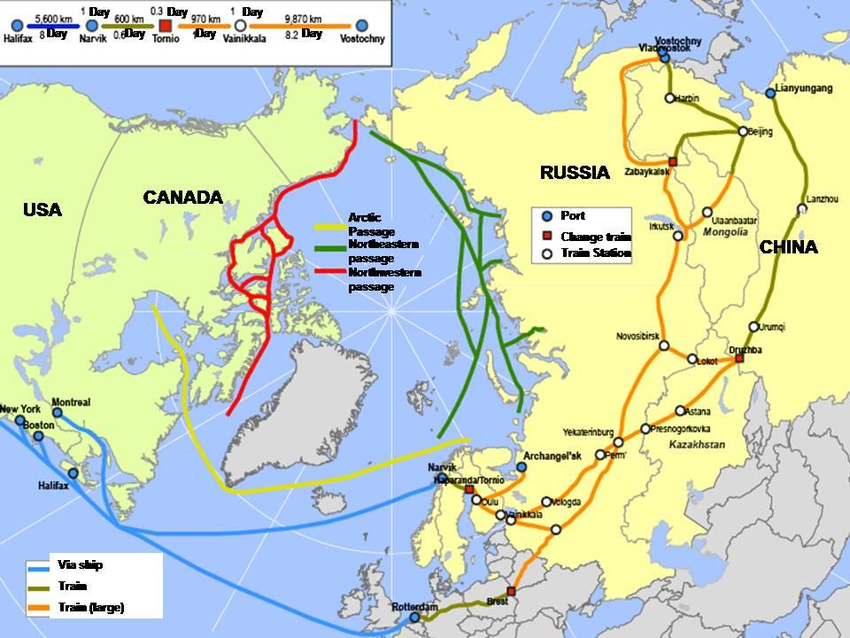 1 Day 0.3 Day 1 Day
5,600 km 600 km 970 km 9,870 km
8 Day 0.6 Day Day 8.2 Day
Halifax Narvik Tornio Vainikkala Vostochny
Vostochny
Vladivostok
Harbin
Lianyungang
Beijing
RUSSIA
Zabaykalsk
USA
CANADA
Lanzhou
Arctic
Passage
Northeastern
passage
Northwestern
passage
Port
Change train
Train Station
Ulaanbaatar
Mongolia
Irkutsk
CHINA
Urumqi
Novosibirsk
Druzhba
Lokot
Montreal
New York
Boston
Astana
Presnogorkovka
Kazakhstan
Yekaterinburg
Perm'
Archangel'sk
Narvik
Haparanda/Tornio
Halifax
Oulu
Vologda
Vainikkala
Via ship
Train
Train (large)
Brest
Rotterdam